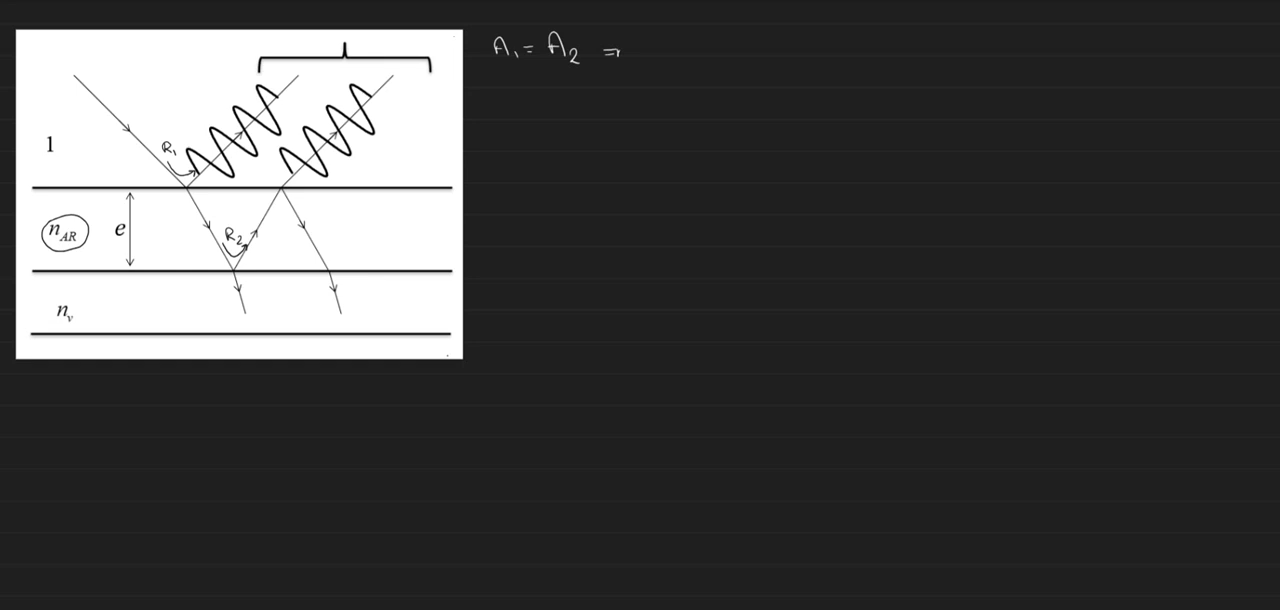 A₁ = A₂ ⇒
R₁
1
n_AR e
R₂
n_v